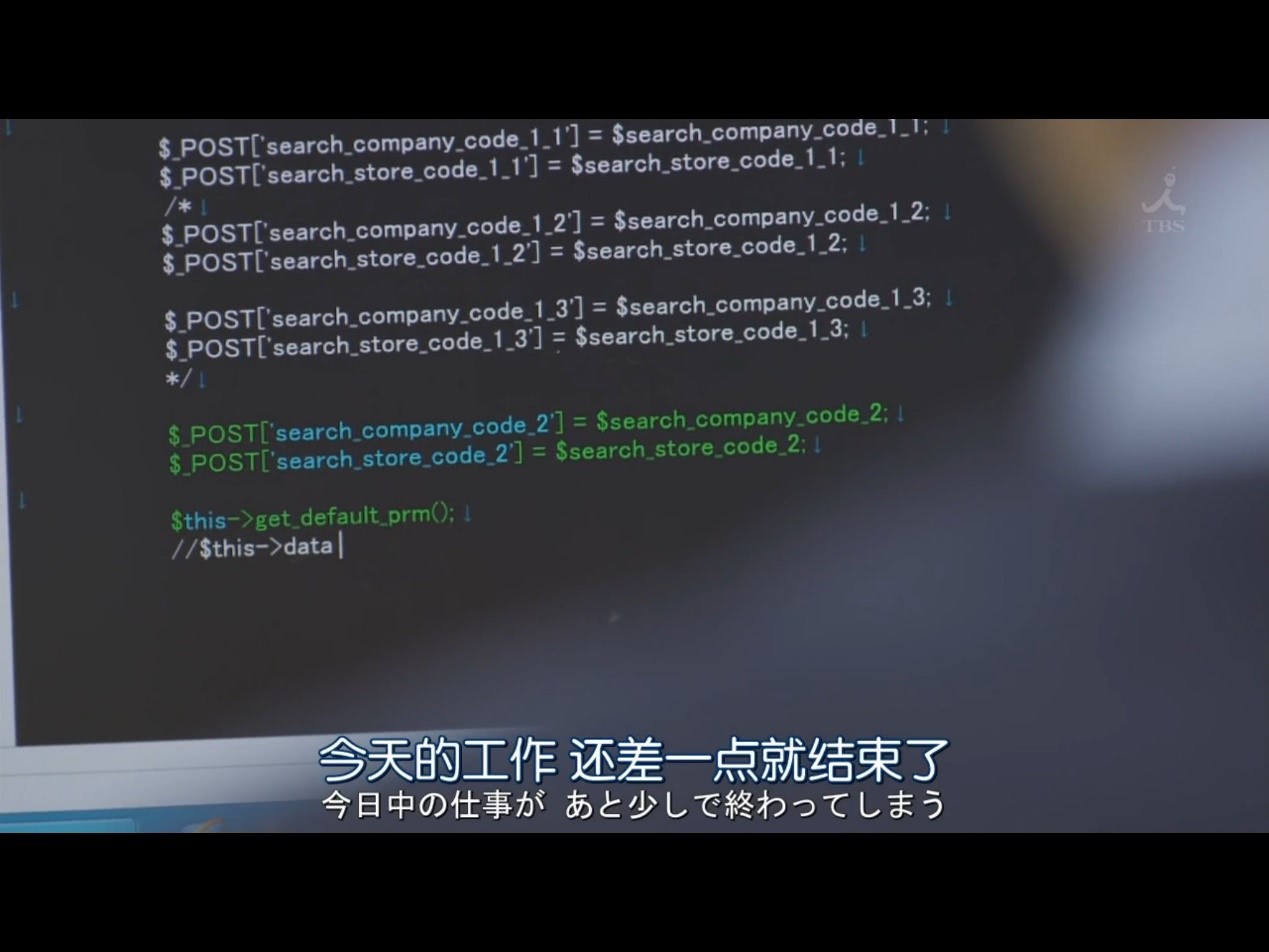 $_POST['search_company_code_1_1'] = $search_company_code_1_1; ↓
$_POST['search_store_code_1_1'] = $search_store_code_1_1; ↓
/* ↓
$_POST['search_company_code_1_2'] = $search_company_code_1_2; ↓
$_POST['search_store_code_1_2'] = $search_store_code_1_2; ↓
$_POST['search_company_code_1_3'] = $search_company_code_1_3; ↓
$_POST['search_store_code_1_3'] = $search_store_code_1_3; ↓
*/ ↓
$_POST['search_company_code_2'] = $search_company_code_2; ↓
$_POST['search_store_code_2'] = $search_store_code_2; ↓
$this->get_default_prm(); ↓
//$this->data
TBS
今天的工作 还差一点就结束了
今日中の仕事が あと少しで終わってしまう